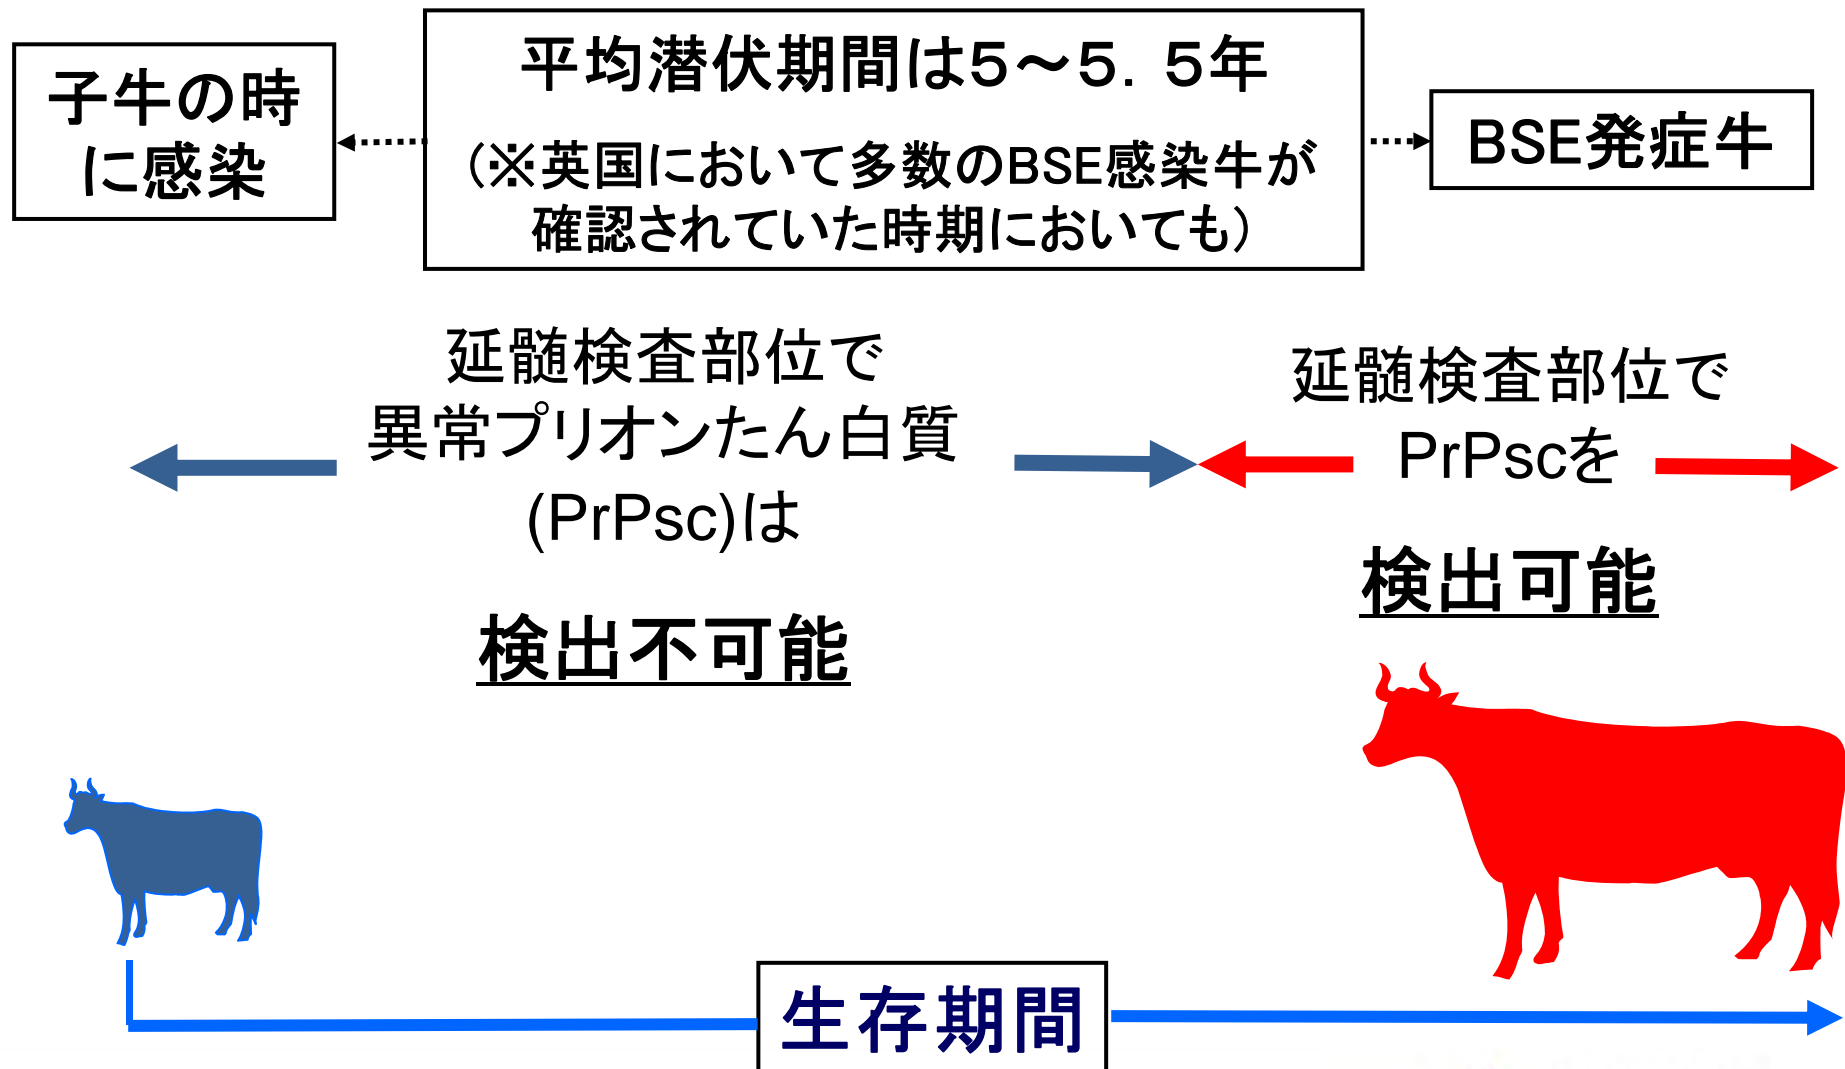 子牛の時
に感染
平均潜伏期間は５～５．５年
（※英国において多数のBSE感染牛が
確認されていた時期においても）
BSE発症牛
延髄検査部位で
異常プリオンたん白質
(PrPsc)は
検出不可能
延髄検査部位で
PrPscを
検出可能
生存期間